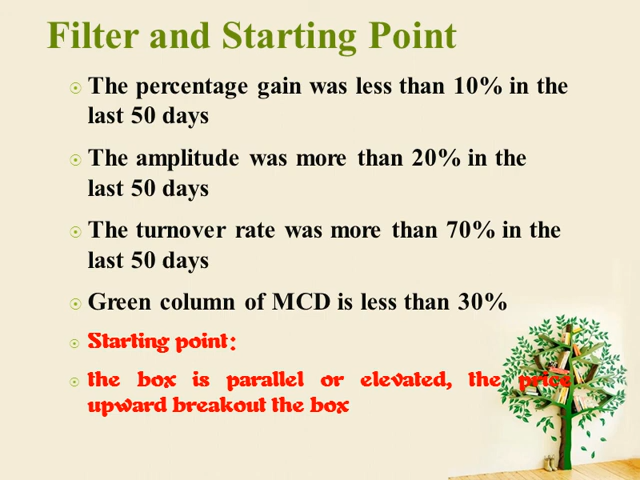 Filter and Starting Point
The percentage gain was less than 10% in the
last 50 days
The amplitude was more than 20% in the
last 50 days
The turnover rate was more than 70% in the
last 50 days
Green column of MCD is less than 30%
Starting point:
the box is parallel or elevated, the price
upward breakout the box